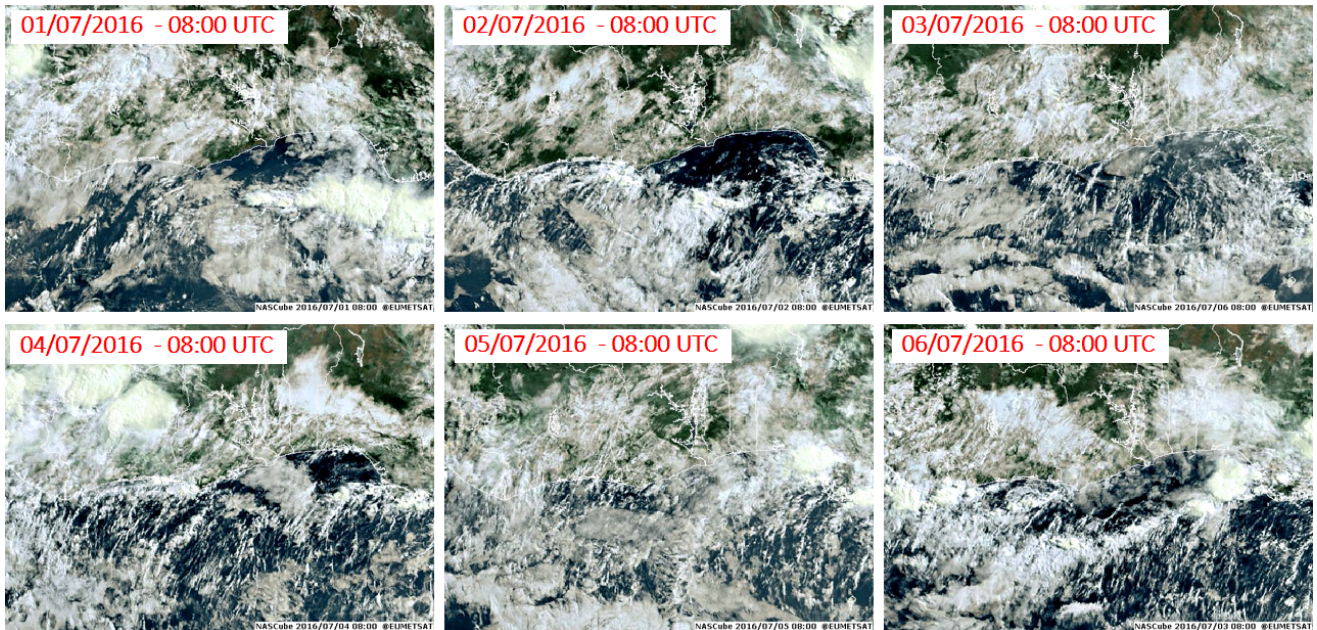 01/07/2016 - 08:00 UTC
02/07/2016 - 08:00 UTC
03/07/2016 - 08:00 UTC
NASCube 2016/07/01 08:00 @EUMETSAT
NASCube 2016/07/02 08:00 @EUMETSAT
NASCube 2016/07/06 08:00 @EUMETSAT
04/07/2016 - 08:00 UTC
05/07/2016 - 08:00 UTC
06/07/2016 - 08:00 UTC
NASCube 2016/07/04 08:00 @EUMETSAT
NASCube 2016/07/05 08:00 @EUMETSAT
NASCube 2016/07/03 08:00 @EUMETSAT